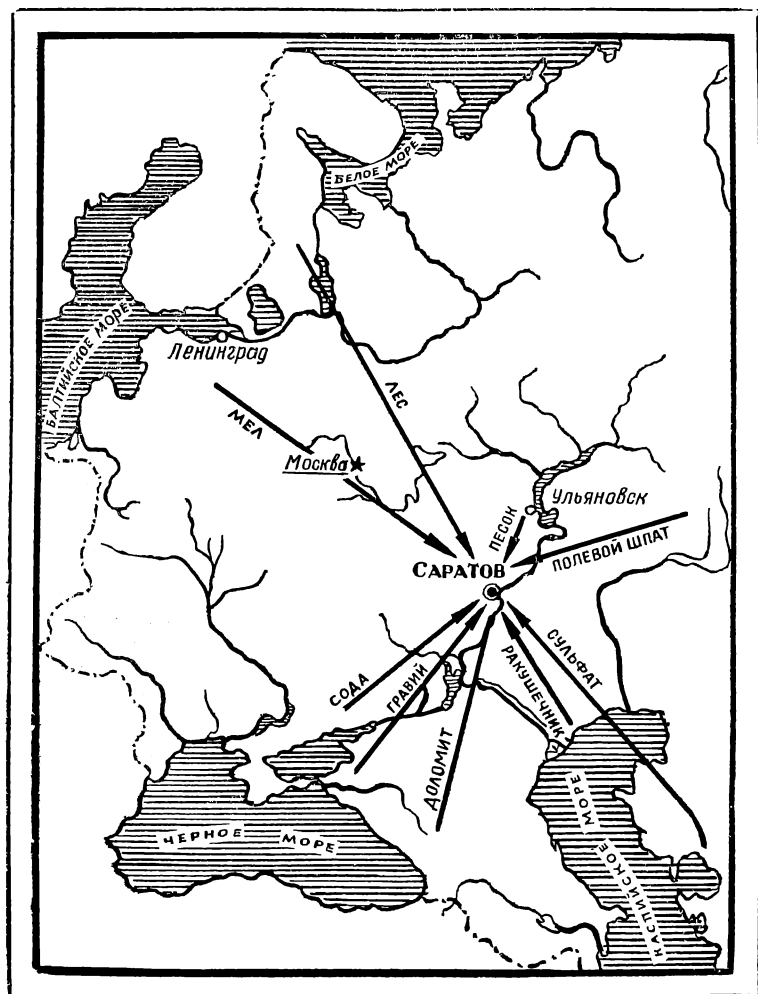 БЕЛОЕ МОРЕ
БАЛТИЙСКОЕ МОРЕ
Ленинград
ЛЕС
МЕЛ
Москва
Ульяновск
ПЕСОК
ПОЛЕВОЙ ШПАТ
САРАТОВ
СОДА
ГРАВИЙ
ДОЛОМИТ
РАКУШЕЧНИК
СУЛЬФАТ
ЧЕРНОЕ МОРЕ
КАСПИЙСКОЕ МОРЕ